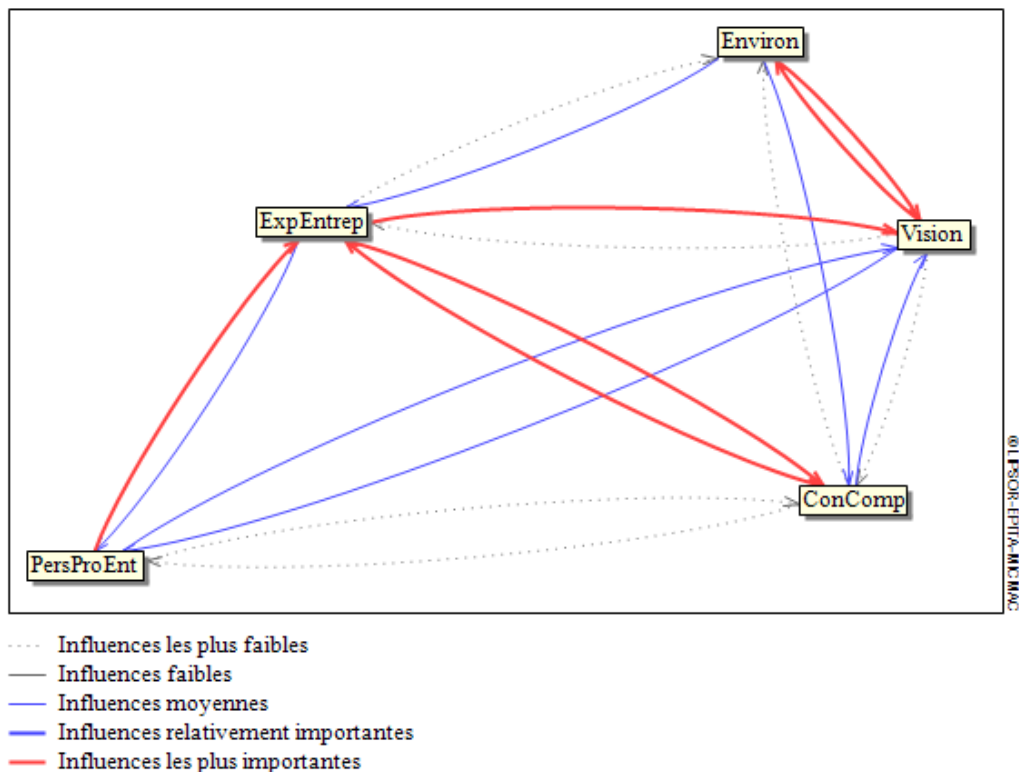 Environ
ExpEntrep
Vision
ConComp
PersProEnt
© LIPSOR-EPITA-MICMAC
Influences les plus faibles
Influences faibles
Influences moyennes
Influences relativement importantes
Influences les plus importantes